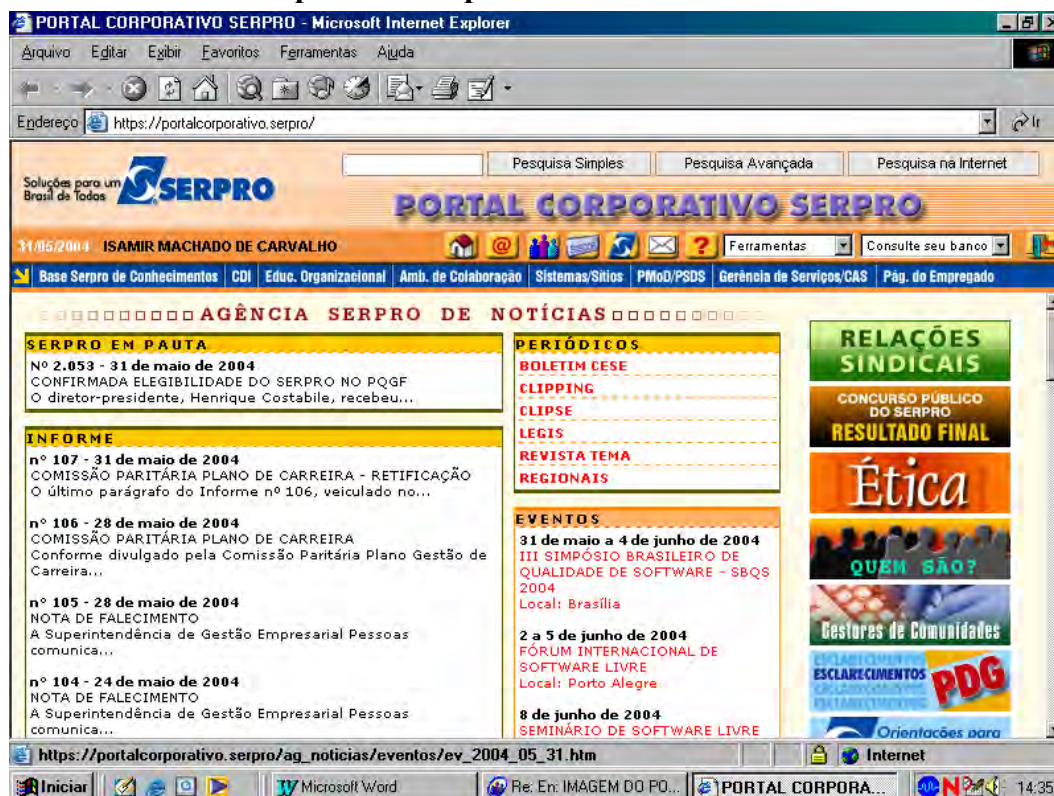 PORTAL CORPORATIVO SERPRO - Microsoft Internet Explorer
Arquivo Editar Exibir Favoritos Ferramentas Ajuda
Endereço https://portalcorporativo.serpro/ Ir
Pesquisa Simples Pesquisa Avançada Pesquisa na Internet
Soluções para um
Brasil de Todos SERPRO
PORTAL CORPORATIVO SERPRO
31/05/2004 ISAMIR MACHADO DE CARVALHO Ferramentas Consulte seu banco
Base Serpro de Conhecimentos CDI Educ. Organizacional Amb. de Colaboração Sistemas/Sítios PMoD/PSDS Gerência de Serviços/CAS Pág. do Empregado
AGÊNCIA SERPRO DE NOTÍCIAS
SERPRO EM PAUTA
Nº 2.053 - 31 de maio de 2004
CONFIRMADA ELEGIBILIDADE DO SERPRO NO PQGF
O diretor-presidente, Henrique Costabile, recebeu...
INFORME
nº 107 - 31 de maio de 2004
COMISSÃO PARITÁRIA PLANO DE CARREIRA - RETIFICAÇÃO
O último parágrafo do Informe nº 106, veiculado no...
nº 106 - 28 de maio de 2004
COMISSÃO PARITÁRIA PLANO DE CARREIRA
Conforme divulgado pela Comissão Paritária Plano Gestão de
Carreira...
nº 105 - 28 de maio de 2004
NOTA DE FALECIMENTO
A Superintendência de Gestão Empresarial Pessoas
comunica...
nº 104 - 24 de maio de 2004
NOTA DE FALECIMENTO
A Superintendência de Gestão Empresarial Pessoas
comunica...
PERIÓDICOS
BOLETIM CESE
CLIPPING
CLIPSE
LEGIS
REVISTA TEMA
REGIONAIS
EVENTOS
31 de maio a 4 de junho de 2004
III SIMPÓSIO BRASILEIRO DE
QUALIDADE DE SOFTWARE - SBQS
2004
Local: Brasília
2 a 5 de junho de 2004
FÓRUM INTERNACIONAL DE
SOFTWARE LIVRE
Local: Porto Alegre
8 de junho de 2004
SEMINÁRIO DE SOFTWARE LIVRE
RELAÇÕES
SINDICAIS
CONCURSO PÚBLICO
DO SERPRO
RESULTADO FINAL
Ética
QUEM SÃO?
Gestores de Comunidades
ESCLARECIMENTOS PDG
Orientações para
https://portalcorporativo.serpro/ag_noticias/eventos/ev_2004_05_31.htm Internet
Iniciar Microsoft Word Re: En: IMAGEM DO PO... PORTAL CORPORA... 14:35